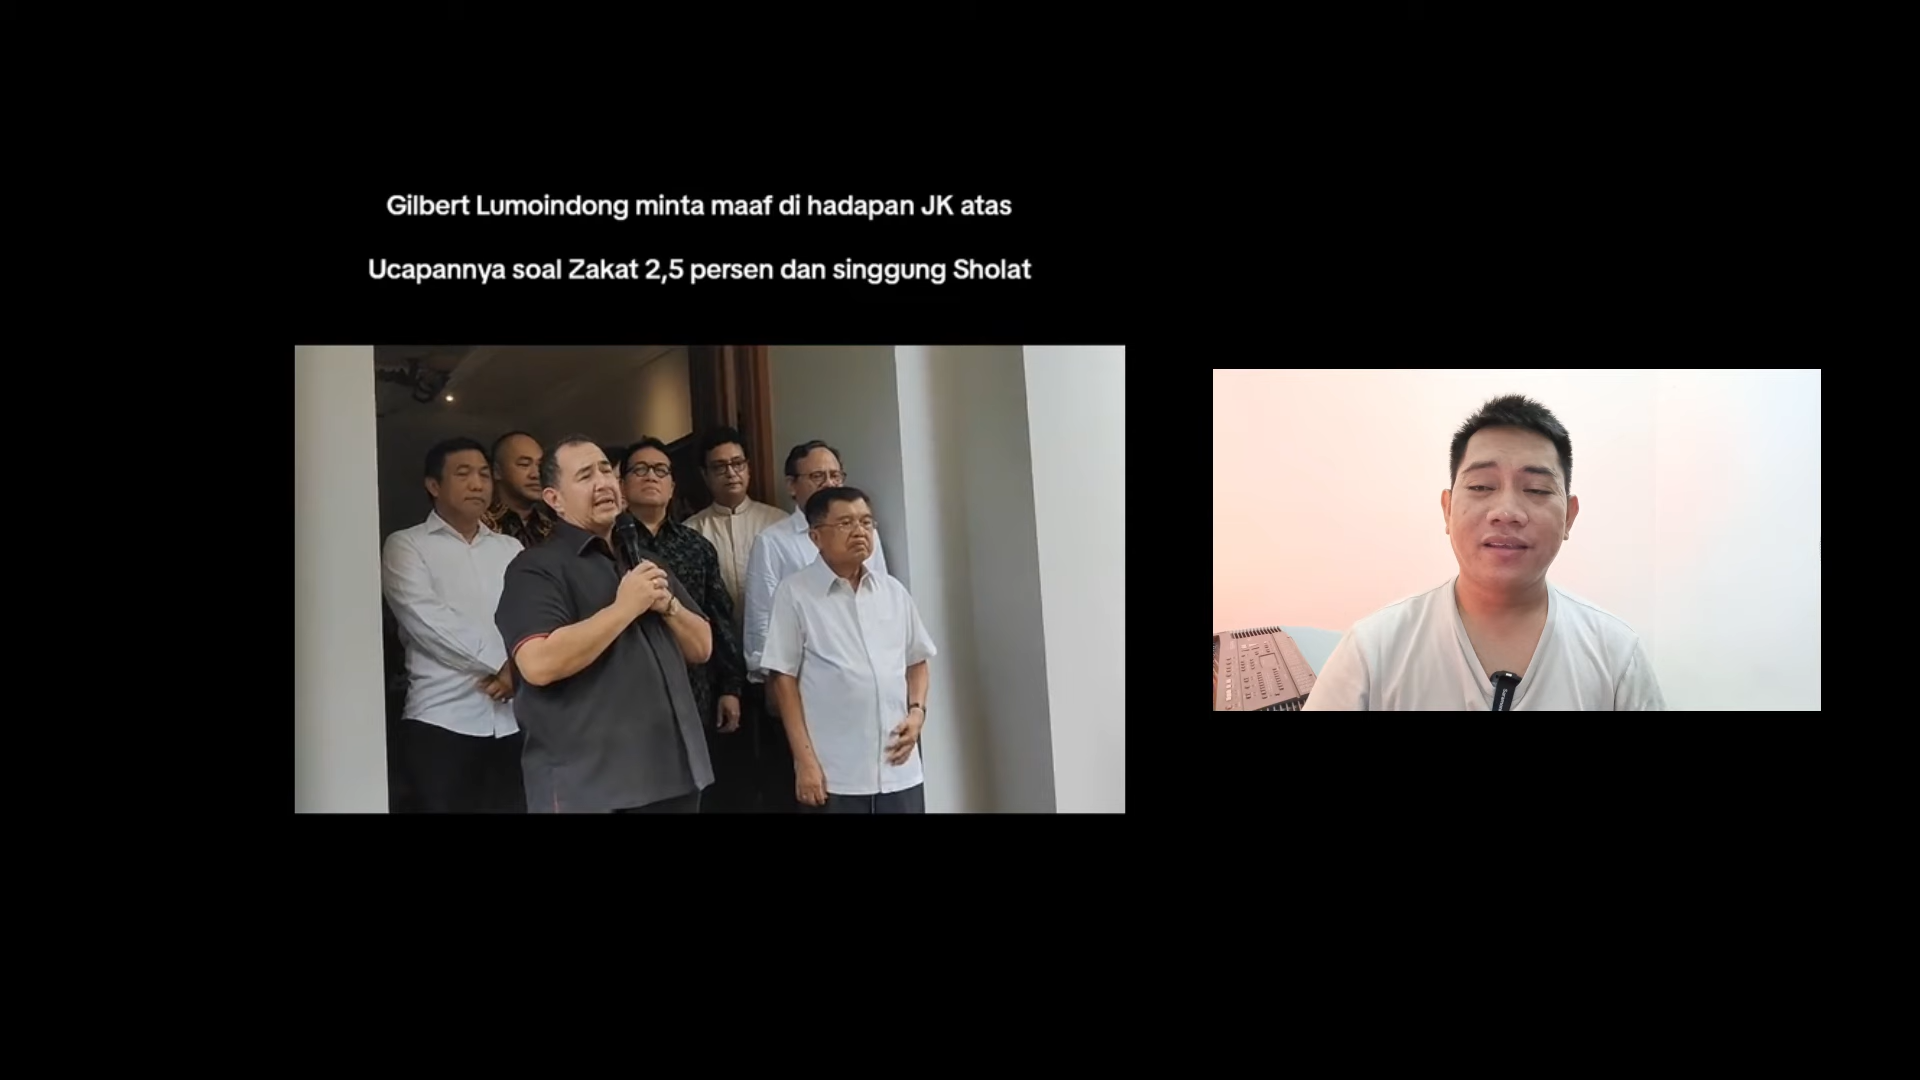 Gilbert Lumoindong minta maaf di hadapan JK atas
Ucapannya soal Zakat 2,5 persen dan singgung Sholat